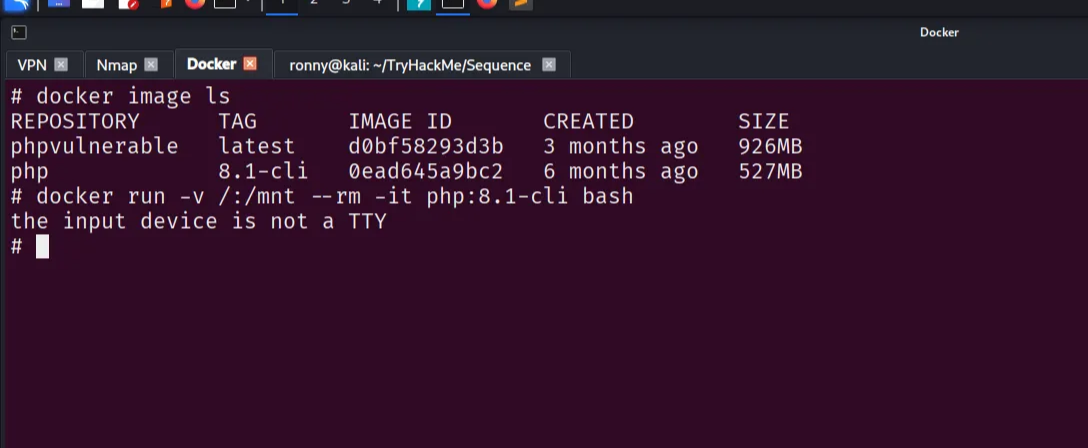 1 2 3 4
Docker
VPN Nmap Docker ronny@kali: ~/TryHackMe/Sequence
# docker image ls
REPOSITORY TAG IMAGE ID CREATED SIZE
phpvulnerable latest d0bf58293d3b 3 months ago 926MB
php 8.1-cli 0ead645a9bc2 6 months ago 527MB
# docker run -v /:/mnt --rm -it php:8.1-cli bash
the input device is not a TTY
#